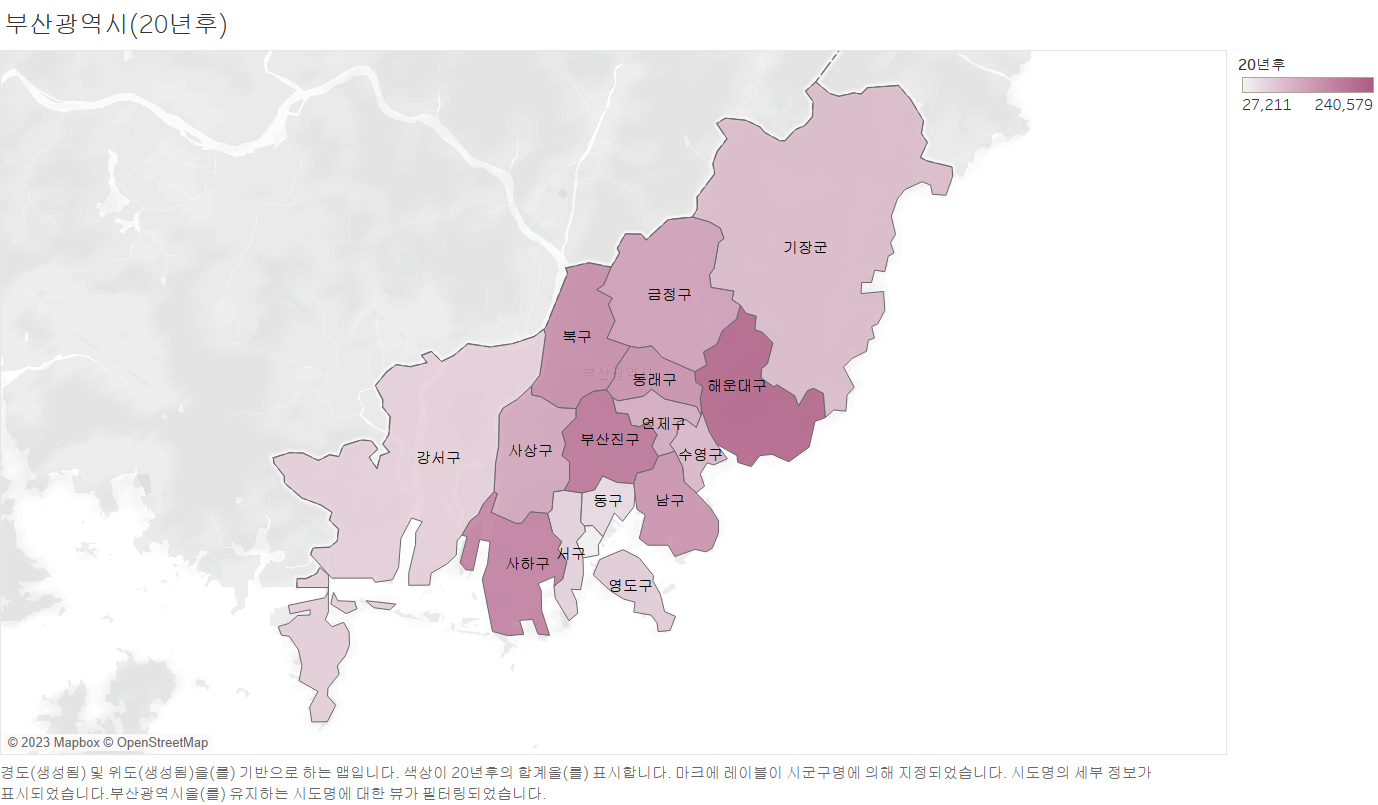 부산광역시(20년후)
20년후
27,211 240,579
기장군
금정구
북구
부산광역시
동래구
해운대구
연제구
부산진구
사상구
수영구
강서구
동구
남구
서구
사하구
영도구
© 2023 Mapbox © OpenStreetMap
경도(생성됨) 및 위도(생성됨)을(를) 기반으로 하는 맵입니다. 색상이 20년후의 합계을(를) 표시합니다. 마크에 레이블이 시군구명에 의해 지정되었습니다. 시도명의 세부 정보가
표시되었습니다.부산광역시을(를) 유지하는 시도명에 대한 뷰가 필터링되었습니다.